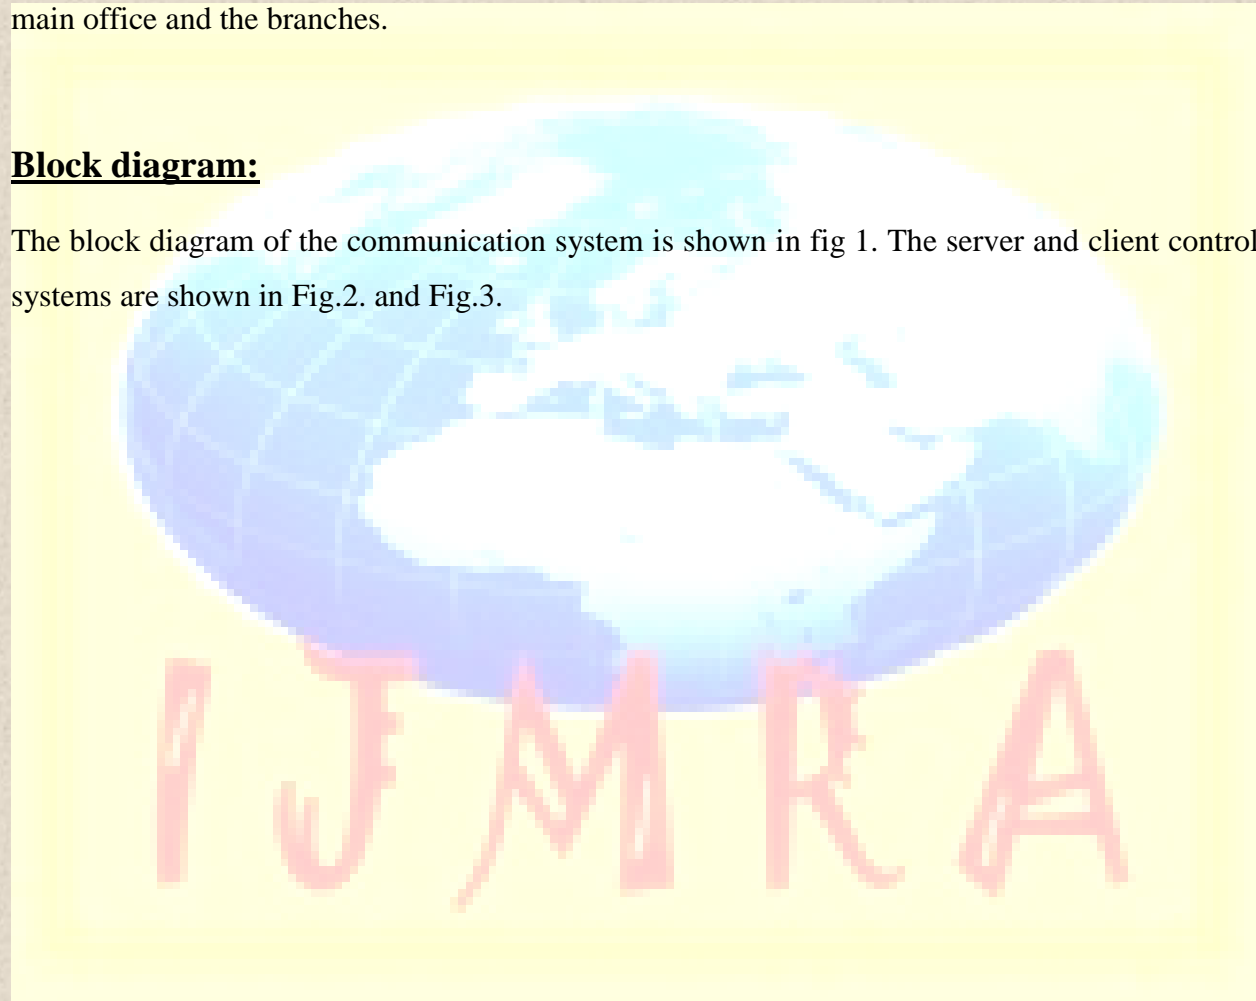 main office and the branches.
Block diagram:
The block diagram of the communication system is shown in fig 1. The server and client control
systems are shown in Fig.2. and Fig.3.
IJMRA